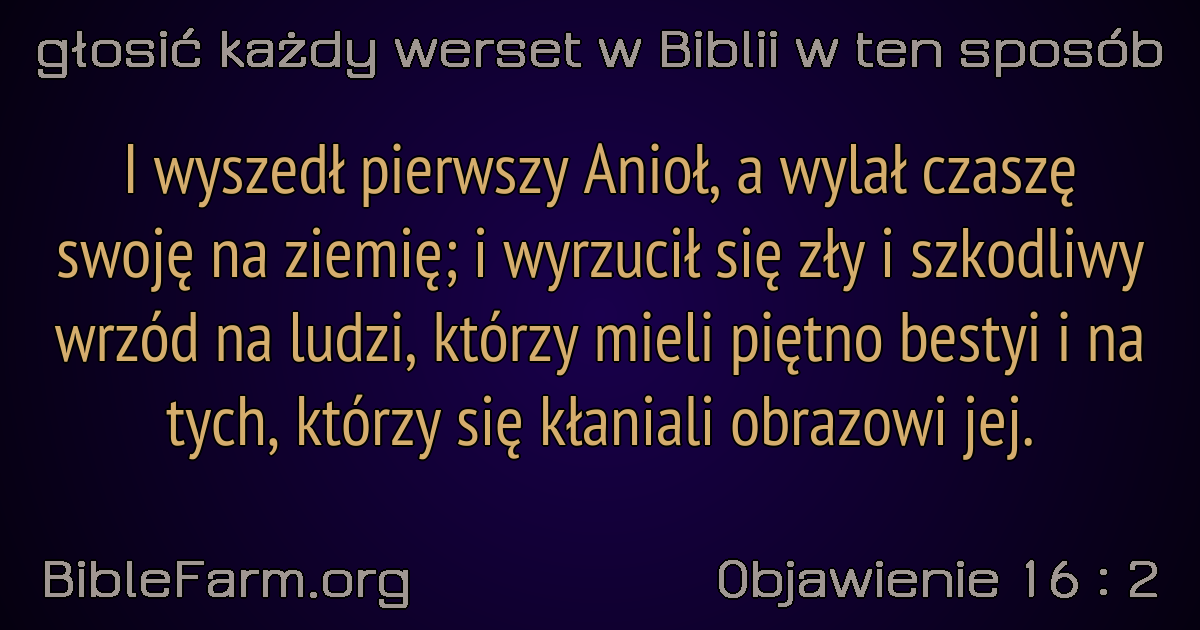 głosić każdy werset w Biblii w ten sposób
I wyszedł pierwszy Anioł, a wylał czaszę
swoję na ziemię; i wyrzucił się zły i szkodliwy
wrzód na ludzi, którzy mieli piętno bestyi i na
tych, którzy się kłaniali obrazowi jej.
BibleFarm.org
Objawienie 16 : 2